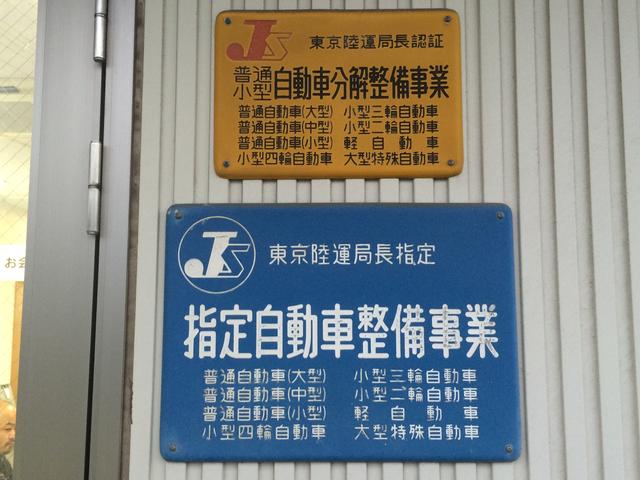 JS 東京陸運局長認証
普通
小型 自動車分解整備事業
普通自動車(大型) 小型三輪自動車
普通自動車(中型) 小型二輪自動車
普通自動車(小型) 軽自動車
小型四輪自動車 大型特殊自動車
お会
JS 東京陸運局長指定
指定自動車整備事業
普通自動車(大型) 小型三輪自動車
普通自動車(中型) 小型二輪自動車
普通自動車(小型) 軽自動車
小型四輪自動車 大型特殊自動車